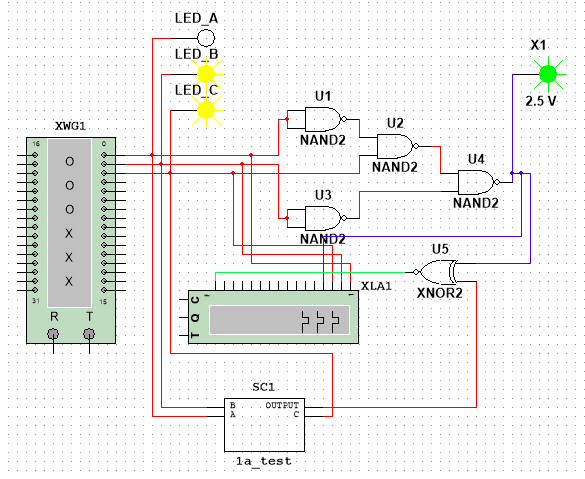 LED_A
LED_B
LED_C
X1
2.5 V
U1
NAND2
U2
NAND2
U4
NAND2
U3
NAND2
XWG1
16
0
O
O
O
X
X
X
31
15
R
T
U5
XNOR2
XLA1
C
Q
T
SC1
B
OUTPUT
A
C
1a_test